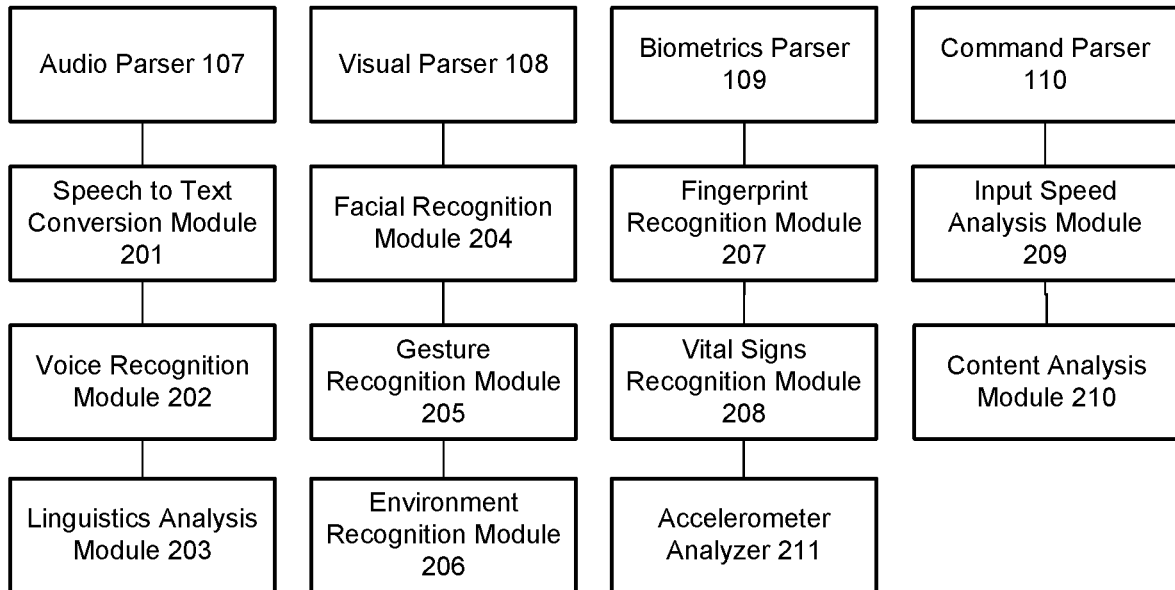 Audio Parser 107
Visual Parser 108
Biometrics Parser
109
Command Parser
110
Speech to Text
Conversion Module
201
Facial Recognition
Module 204
Fingerprint
Recognition Module
207
Input Speed
Analysis Module
209
Voice Recognition
Module 202
Gesture
Recognition Module
205
Vital Signs
Recognition Module
208
Content Analysis
Module 210
Linguistics Analysis
Module 203
Environment
Recognition Module
206
Accelerometer
Analyzer 211